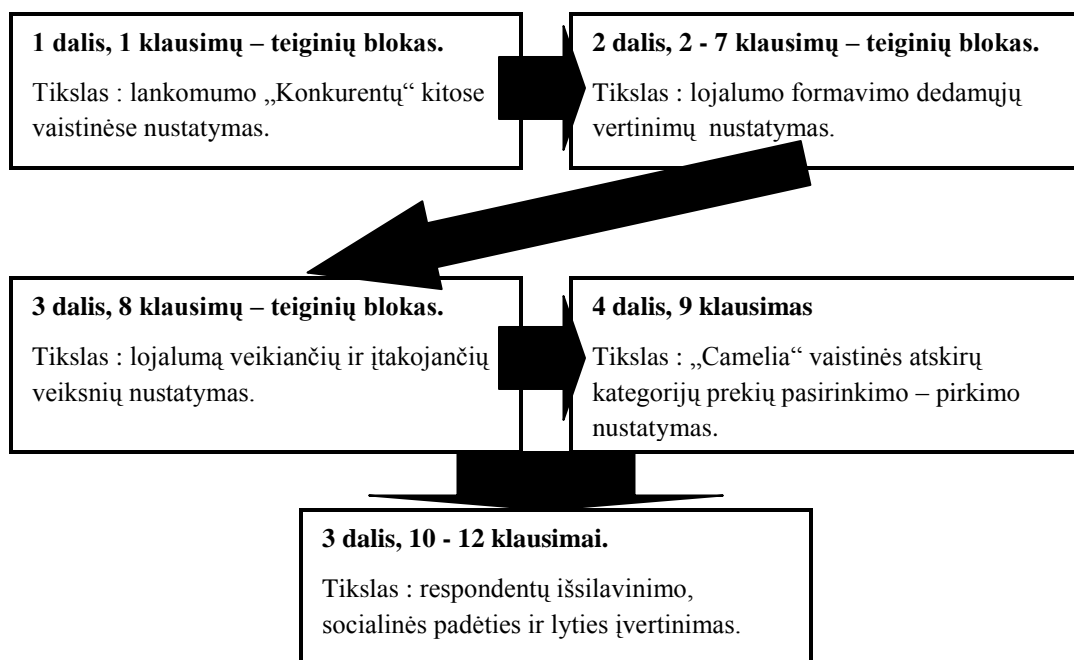 1 dalis, 1 klausimų – teiginių blokas.
Tikslas : lankomumo „Konkurentų“ kitose
vaistinėse nustatymas.
2 dalis, 2 - 7 klausimų – teiginių blokas.
Tikslas : lojalumo formavimo dedamųjų
vertinimų nustatymas.
3 dalis, 8 klausimų – teiginių blokas.
Tikslas : lojalumą veikiančių ir įtakojančių
veiksnių nustatymas.
4 dalis, 9 klausimas
Tikslas : „Camelia“ vaistinės atskirų
kategorijų prekių pasirinkimo – pirkimo
nustatymas.
3 dalis, 10 - 12 klausimai.
Tikslas : respondentų išsilavinimo,
socialinės padėties ir lyties įvertinimas.